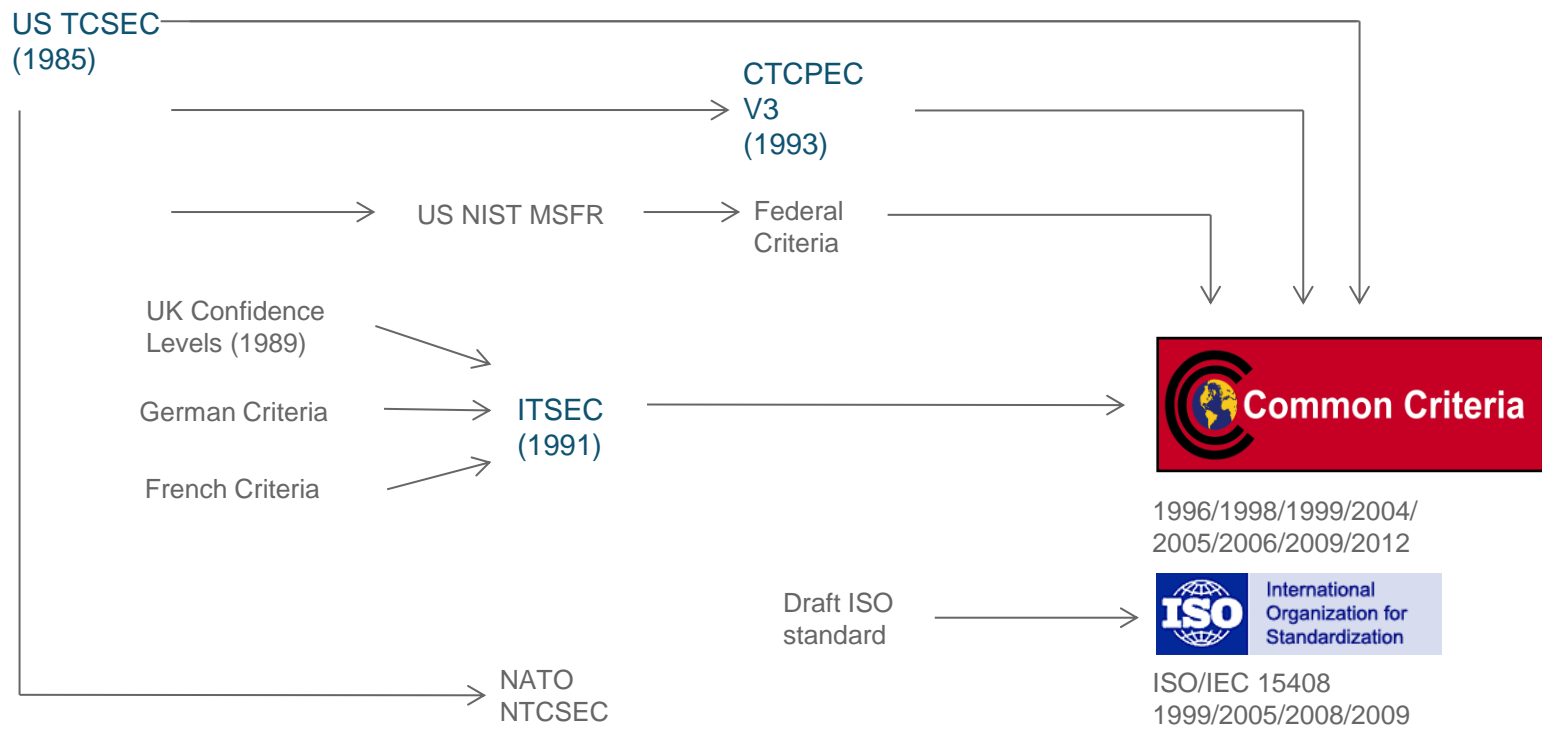 US TCSEC
(1985)
CTCPEC
V3
(1993)
US NIST MSFR
Federal
Criteria
UK Confidence
Levels (1989)
German Criteria
French Criteria
ITSEC
(1991)
Common Criteria
1996/1998/1999/2004/
2005/2006/2009/2012
Draft ISO
standard
ISO
International
Organization for
Standardization
NATO
NTCSEC
ISO/IEC 15408
1999/2005/2008/2009